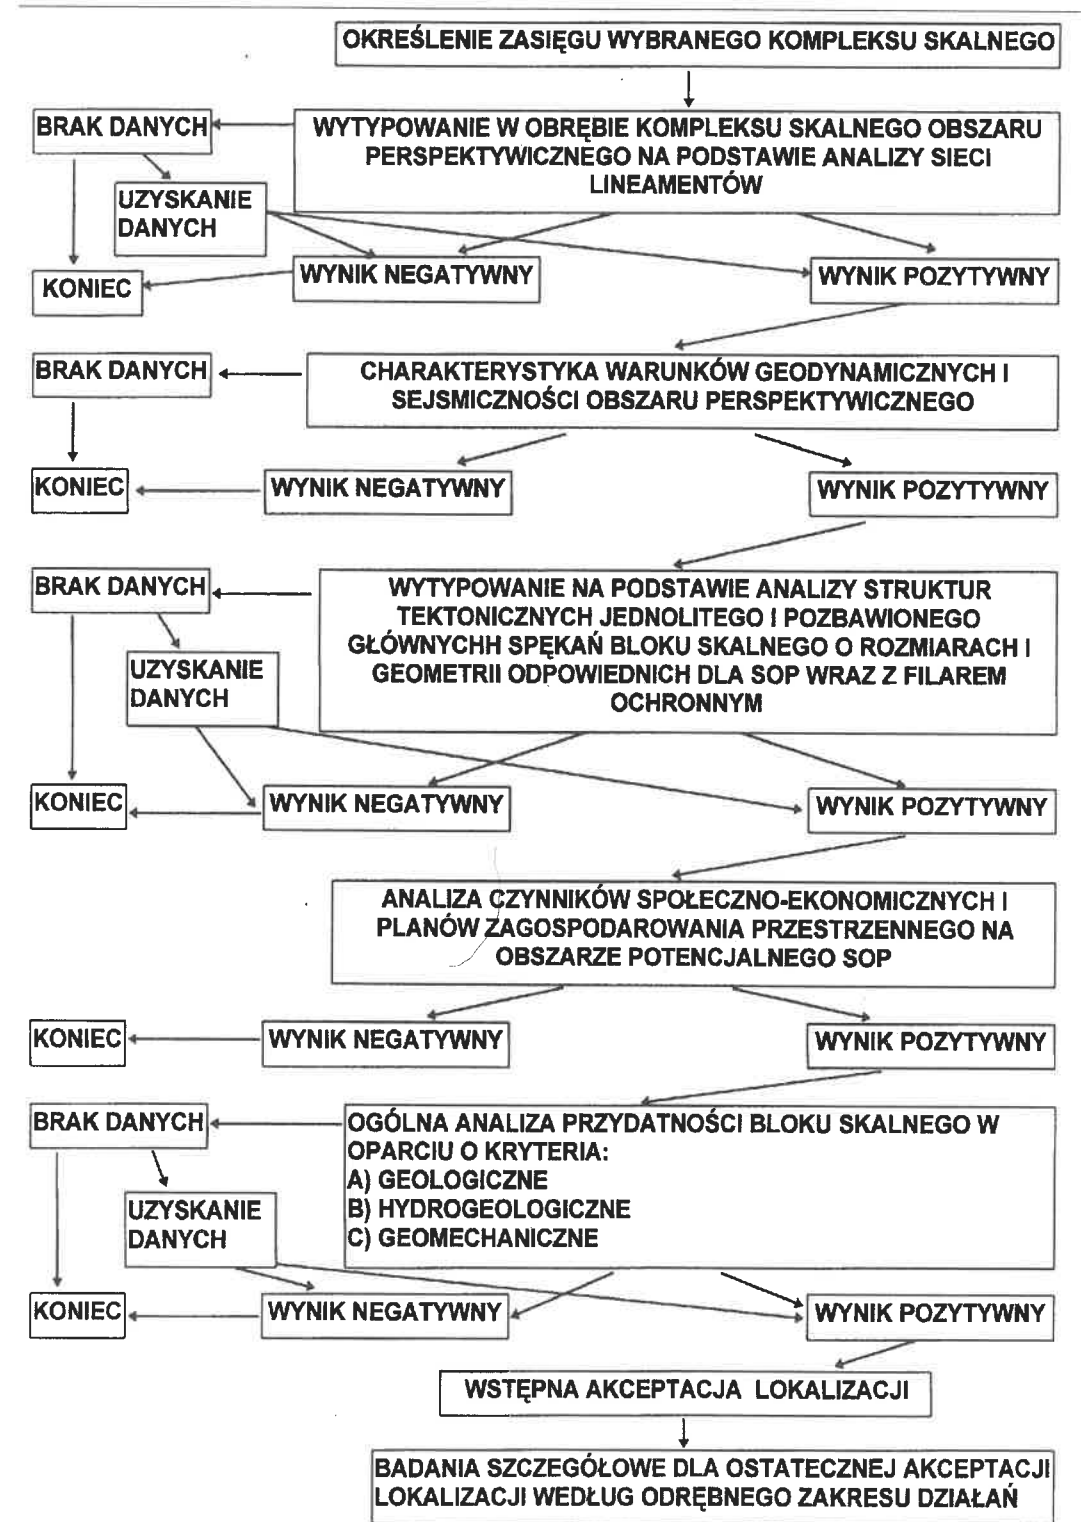 OKREŚLENIE ZASIĘGU WYBRANEGO KOMPLEKSU SKALNEGO
BRAK DANYCH
WYTYPOWANIE W OBRĘBIE KOMPLEKSU SKALNEGO OBSZARU
PERSPEKTYWICZNEGO NA PODSTAWIE ANALIZY SIECI
LINEAMENTÓW
UZYSKANIE
DANYCH
KONIEC
WYNIK NEGATYWNY
WYNIK POZYTYWNY
BRAK DANYCH
CHARAKTERYSTYKA WARUNKÓW GEODYNAMICZNYCH I
SEJSMICZNOŚCI OBSZARU PERSPEKTYWICZNEGO
KONIEC
WYNIK NEGATYWNY
WYNIK POZYTYWNY
BRAK DANYCH
WYTYPOWANIE NA PODSTAWIE ANALIZY STRUKTUR
TEKTONICZNYCH JEDNOLITEGO I POZBAWIONEGO
GŁÓWNYCHH SPĘKAŃ BLOKU SKALNEGO O ROZMIARACH I
GEOMETRII ODPOWIEDNICH DLA SOP WRAZ Z FILAREM
OCHRONNYM
UZYSKANIE
DANYCH
KONIEC
WYNIK NEGATYWNY
WYNIK POZYTYWNY
ANALIZA CZYNNIKÓW SPOŁECZNO-EKONOMICZNYCH I
PLANÓW ZAGOSPODAROWANIA PRZESTRZENNEGO NA
OBSZARZE POTENCJALNEGO SOP
KONIEC
WYNIK NEGATYWNY
WYNIK POZYTYWNY
BRAK DANYCH
OGÓLNA ANALIZA PRZYDATNOŚCI BLOKU SKALNEGO W
OPARCIU O KRYTERIA:
A) GEOLOGICZNE
B) HYDROGEOLOGICZNE
C) GEOMECHANICZNE
UZYSKANIE
DANYCH
KONIEC
WYNIK NEGATYWNY
WYNIK POZYTYWNY
WSTĘPNA AKCEPTACJA LOKALIZACJI
BADANIA SZCZEGÓŁOWE DLA OSTATECZNEJ AKCEPTACJI
LOKALIZACJI WEDŁUG ODRĘBNEGO ZAKRESU DZIAŁAŃ